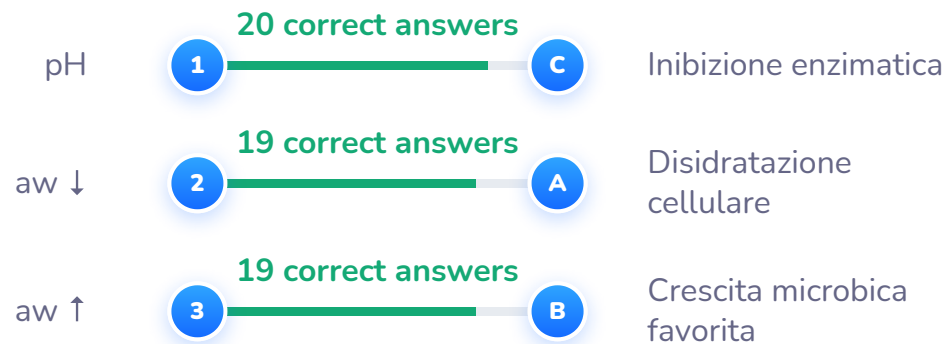 20 correct answers
pH 1 C Inibizione enzimatica
19 correct answers
aw ↓ 2 A Disidratazione
cellulare
19 correct answers
aw ↑ 3 B Crescita microbica
favorita